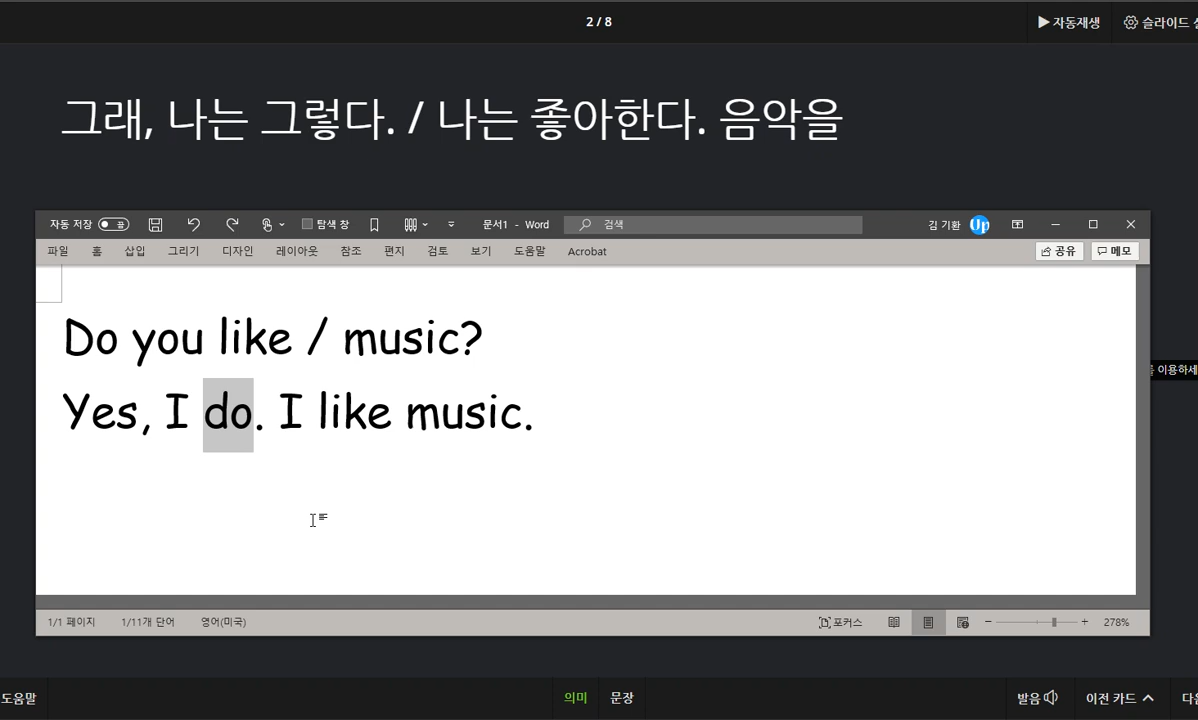 2 / 8
자동재생
슬라이드
그래, 나는 그렇다. / 나는 좋아한다. 음악을
자동 저장 끔 탐색 창 문서1 - Word 검색 김 기환 Up
파일 홈 삽입 그리기 디자인 레이아웃 참조 편지 검토 보기 도움말 Acrobat 공유 메모
Do you like / music?
이용하세
Yes, I do. I like music.
1/1 페이지 1/11개 단어 영어(미국) 포커스 278%
도움말 의미 문장 발음 이전 카드